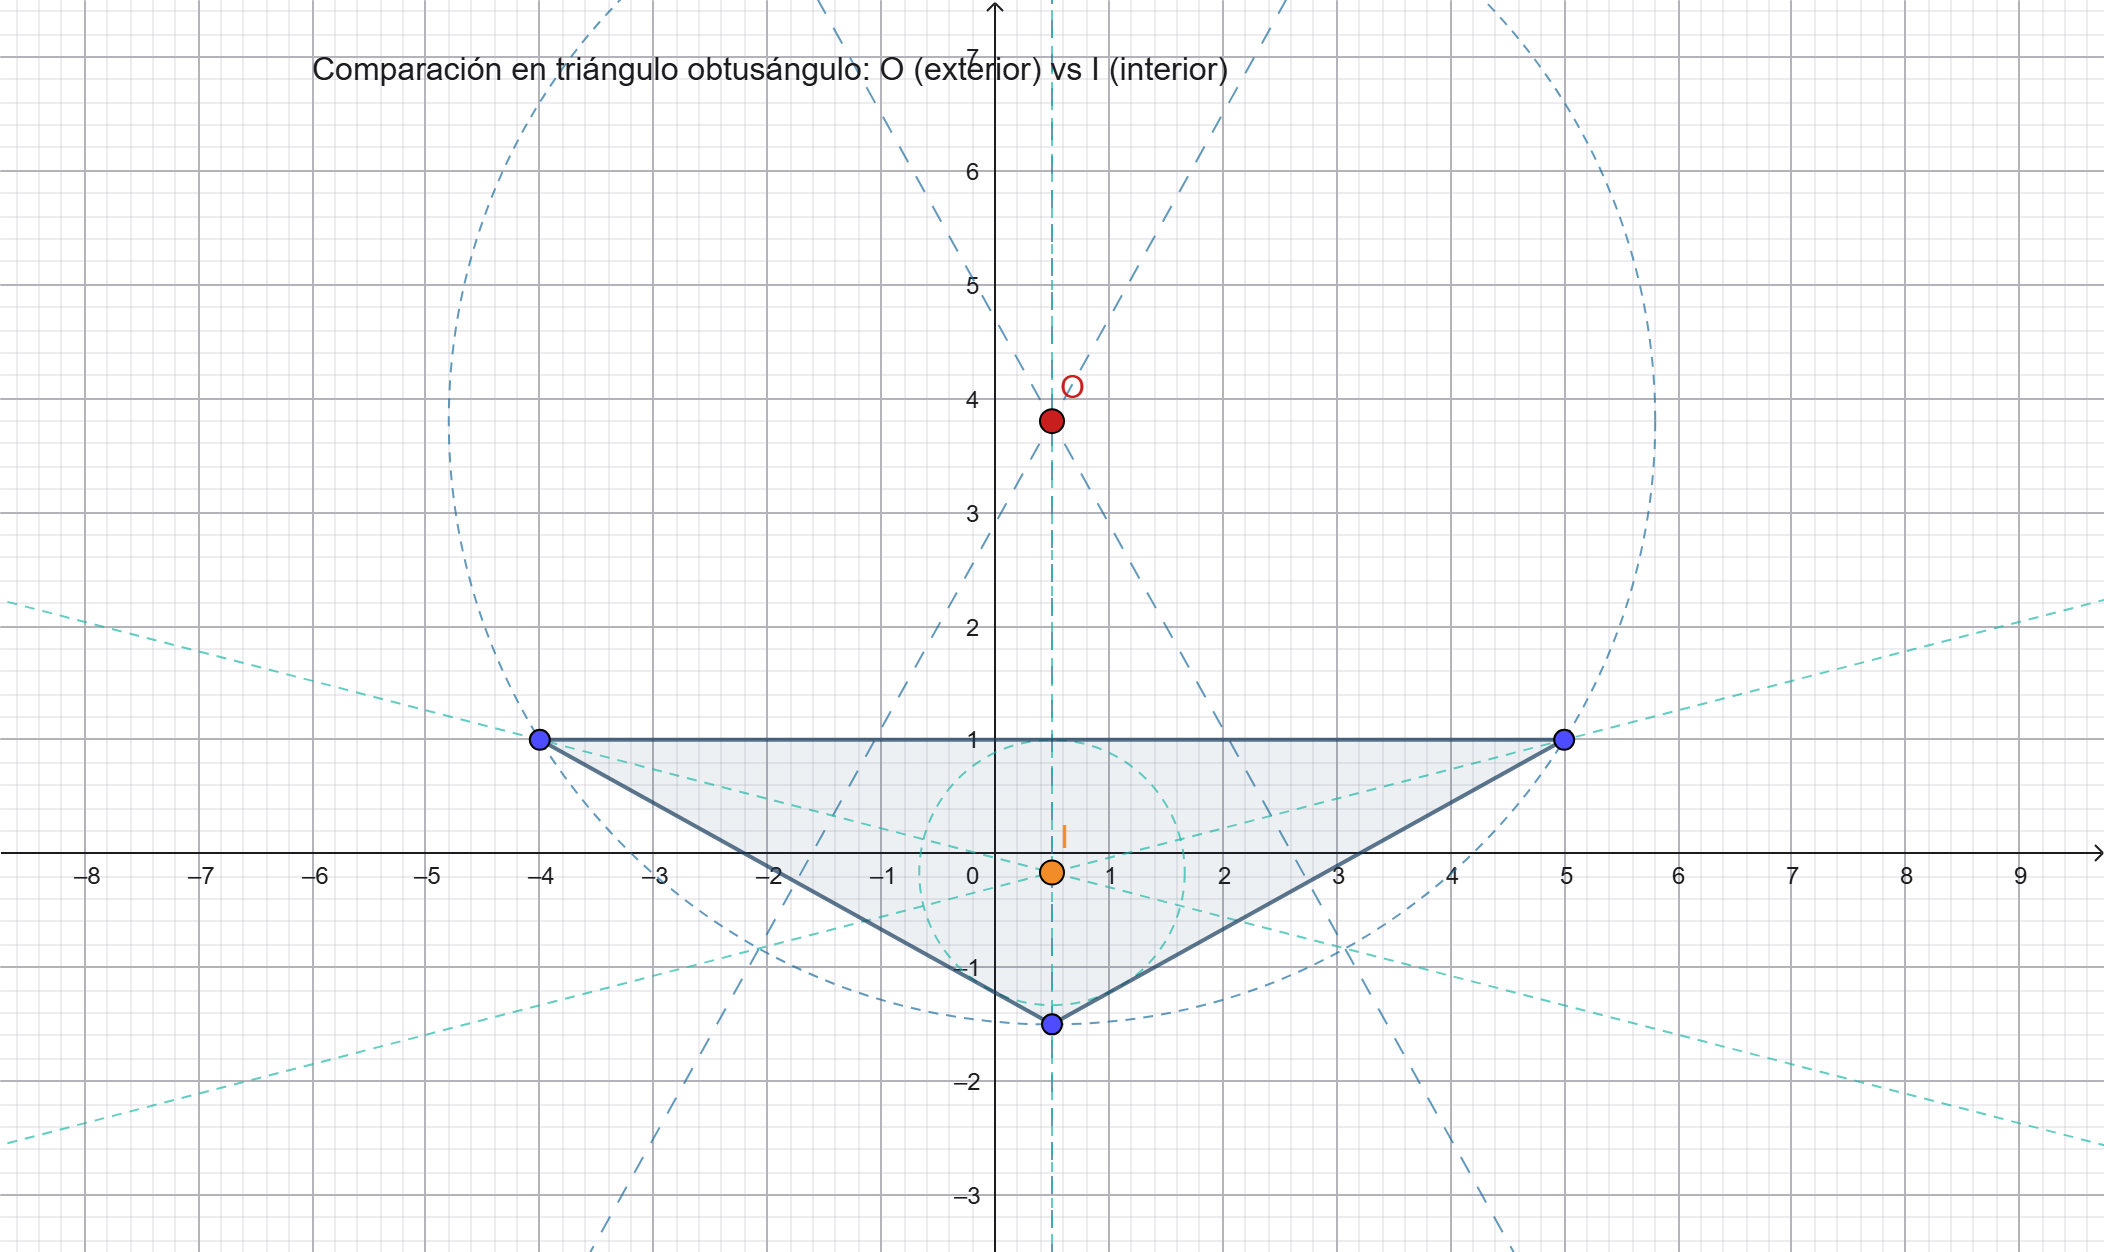 7
Comparación en triángulo obtusángulo: O (exterior) vs I (interior)
6
5
O
4
3
2
1
I
–8 –7 –6 –5 –4 –3 –2 –1 0 1 2 3 4 5 6 7 8 9
–1
–2
–3